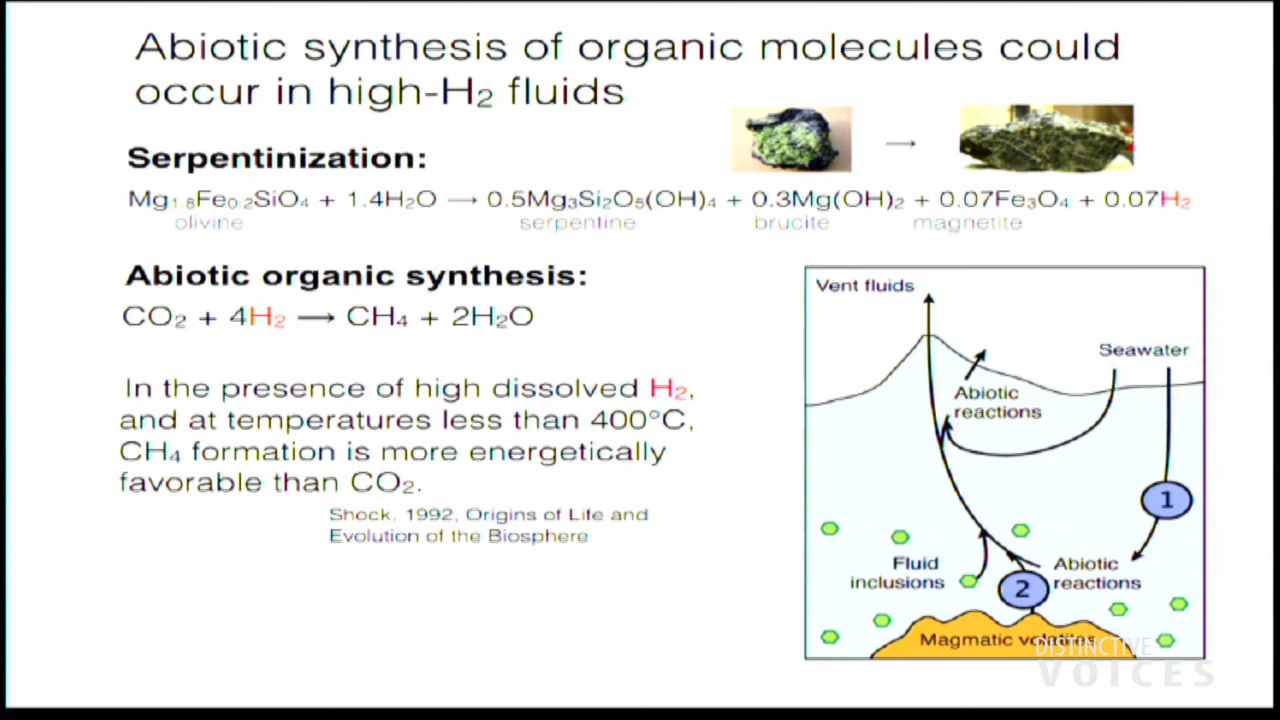 Abiotic synthesis of organic molecules could
occur in high-H₂ fluids
Serpentinization:
Mg₁.₈Fe₀.₂SiO₄ + 1.4H₂O → 0.5Mg₃Si₂O₅(OH)₄ + 0.3Mg(OH)₂ + 0.07Fe₃O₄ + 0.07H₂
olivine serpentine brucite magnetite
Abiotic organic synthesis:
CO₂ + 4H₂ → CH₄ + 2H₂O
In the presence of high dissolved H₂,
and at temperatures less than 400°C,
CH₄ formation is more energetically
favorable than CO₂.
Shock, 1992, Origins of Life and
Evolution of the Biosphere
Vent fluids
Seawater
Abiotic
reactions
1
Fluid
inclusions
Abiotic
reactions
2
Magmatic
DISTINCTIVE
VOICES